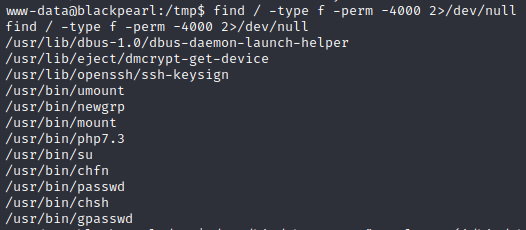 www-data@blackpearl:/tmp$ find / -type f -perm -4000 2>/dev/null
find / -type f -perm -4000 2>/dev/null
/usr/lib/dbus-1.0/dbus-daemon-launch-helper
/usr/lib/eject/dmcrypt-get-device
/usr/lib/openssh/ssh-keysign
/usr/bin/umount
/usr/bin/newgrp
/usr/bin/mount
/usr/bin/php7.3
/usr/bin/su
/usr/bin/chfn
/usr/bin/passwd
/usr/bin/chsh
/usr/bin/gpasswd